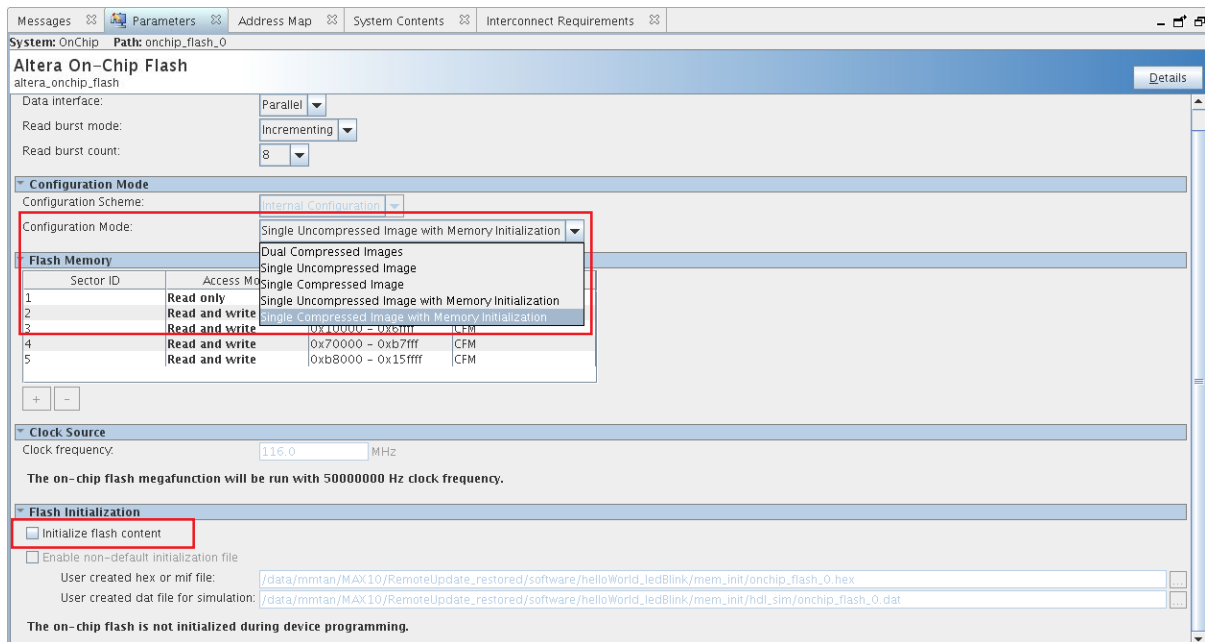 Messages Parameters Address Map System Contents Interconnect Requirements
System: OnChip Path: onchip_flash_0
Altera On-Chip Flash
altera_onchip_flash
Details
Data interface: Parallel
Read burst mode: Incrementing
Read burst count: 8
Configuration Mode
Configuration Scheme: Internal Configuration
Configuration Mode: Single Uncompressed Image with Memory Initialization
Dual Compressed Images
Flash Memory
Single Uncompressed Image
Sector ID Access Mo Single Compressed Image
1 Read only Single Uncompressed Image with Memory Initialization
2 Read and write Single Compressed Image with Memory Initialization
3 Read and write 0x10000 - 0x6ffff CFM
4 Read and write 0x70000 - 0xb7fff CFM
5 Read and write 0xb8000 - 0x15ffff CFM
+ -
Clock Source
Clock frequency: 116.0 MHz
The on-chip flash megafunction will be run with 50000000 Hz clock frequency.
Flash Initialization
Initialize flash content
Enable non-default initialization file
User created hex or mif file: /data/mmtan/MAX10/RemoteUpdate_restored/software/helloWorld_ledBlink/mem_init/onchip_flash_0.hex ...
User created dat file for simulation: /data/mmtan/MAX10/RemoteUpdate_restored/software/helloWorld_ledBlink/mem_init/hdl_sim/onchip_flash_0.dat ...
The on-chip flash is not initialized during device programming.